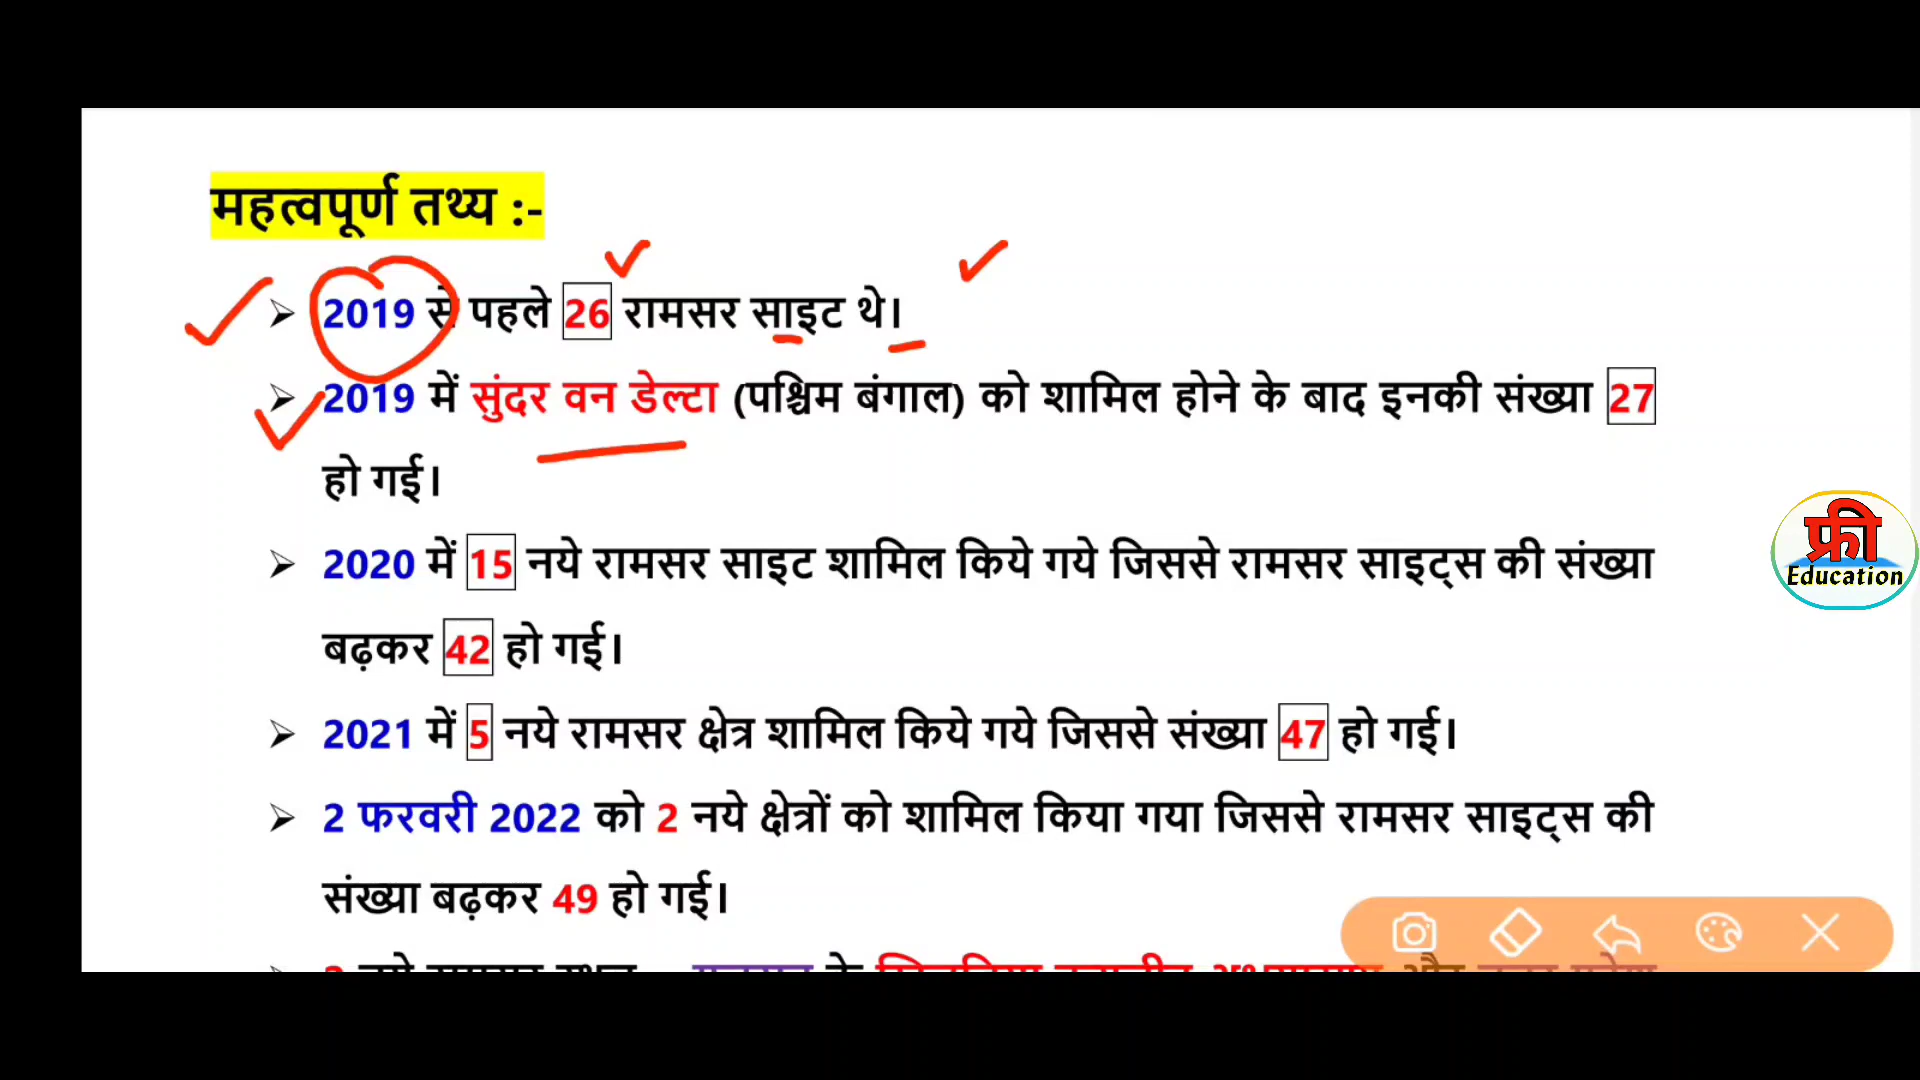 महत्वपूर्ण तथ्य :-
➢ 2019 से पहले 26 रामसर साइट थे।
➢ 2019 में सुंदर वन डेल्टा (पश्चिम बंगाल) को शामिल होने के बाद इनकी संख्या 27
हो गई।
➢ 2020 में 15 नये रामसर साइट शामिल किये गये जिससे रामसर साइट्स की संख्या
बढ़कर 42 हो गई।
➢ 2021 में 5 नये रामसर क्षेत्र शामिल किये गये जिससे संख्या 47 हो गई।
➢ 2 फरवरी 2022 को 2 नये क्षेत्रों को शामिल किया गया जिससे रामसर साइट्स की
संख्या बढ़कर 49 हो गई।
फ्री
Education